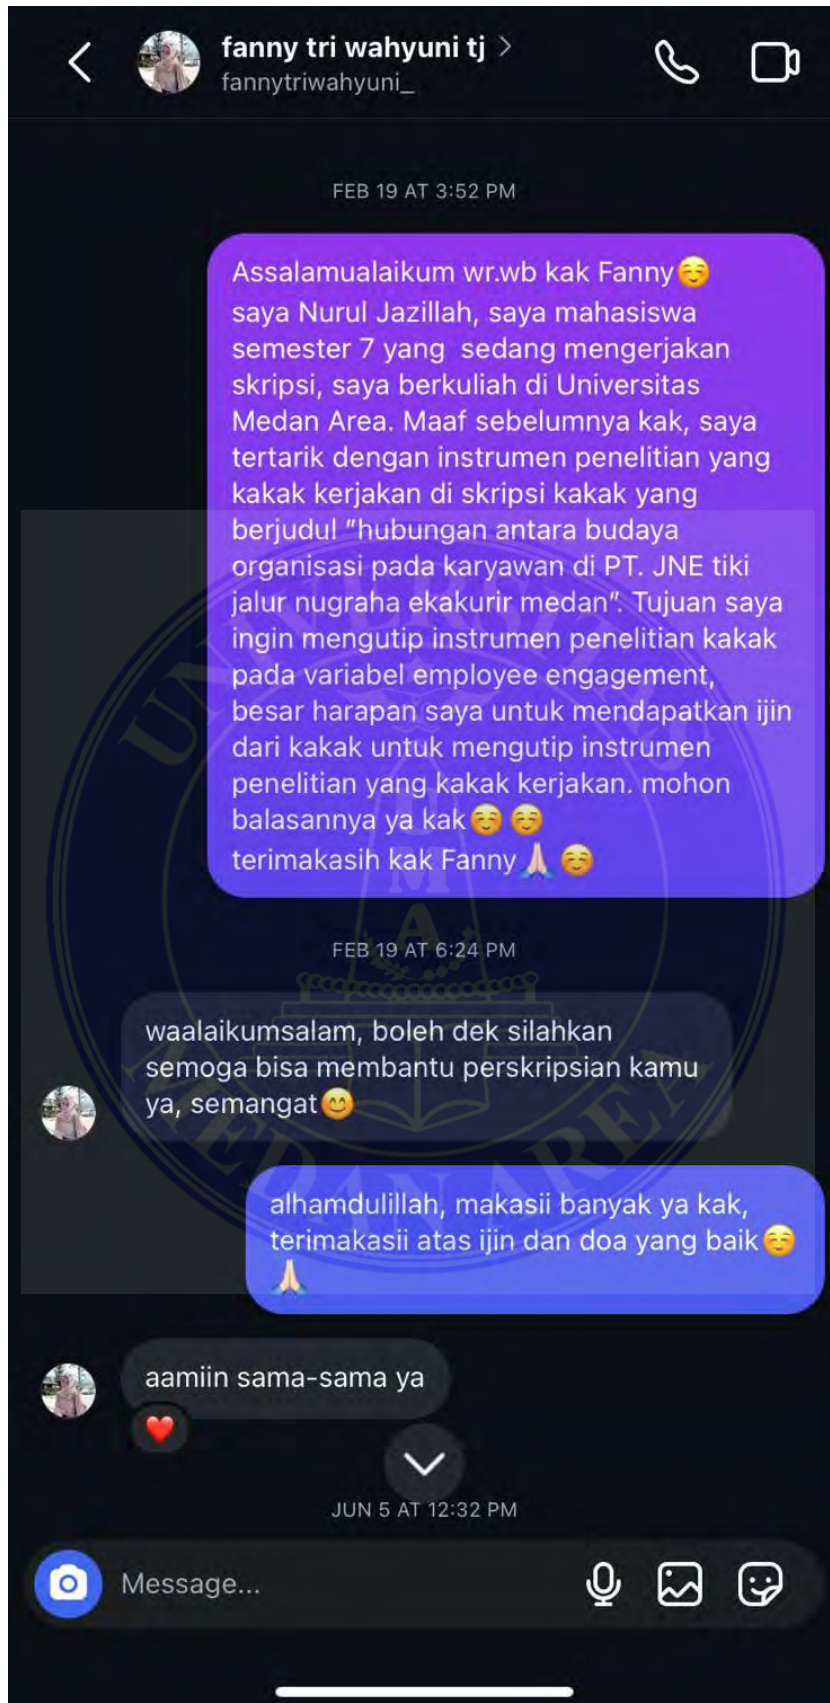 fanny tri wahyuni tj
fannytriwahyuni_
FEB 19 AT 3:52 PM
Assalamualaikum wr.wb kak Fanny☺️
saya Nurul Jazillah, saya mahasiswa
semester 7 yang  sedang mengerjakan
skripsi, saya berkuliah di Universitas
Medan Area. Maaf sebelumnya kak, saya
tertarik dengan instrumen penelitian yang
kakak kerjakan di skripsi kakak yang
berjudul "hubungan antara budaya
organisasi pada karyawan di PT. JNE tiki
jalur nugraha ekakurir medan". Tujuan saya
ingin mengutip instrumen penelitian kakak
pada variabel employee engagement,
besar harapan saya untuk mendapatkan ijin
dari kakak untuk mengutip instrumen
penelitian yang kakak kerjakan. mohon
balasannya ya kak☺️☺️
terimakasih kak Fanny🙏🏻☺️
FEB 19 AT 6:24 PM
waalaikumsalam, boleh dek silahkan
semoga bisa membantu perskripsian kamu
ya, semangat😊
alhamdulillah, makasii banyak ya kak,
terimakasii atas ijin dan doa yang baik☺️
🙏🏻
aamiin sama-sama ya
❤️
JUN 5 AT 12:32 PM
Message...
UNIVERSITAS
MEDAN AREA
UMA